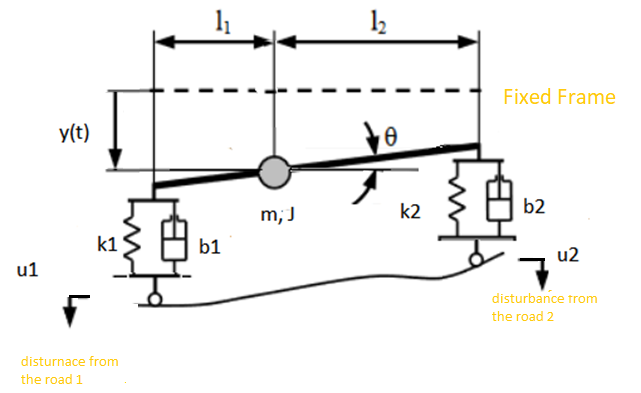 l₁ l₂
Fixed Frame
y(t)
θ
m, J
k2 b2
k1 b1
u1 u2
disturbance from
the road 2
disturnace from
the road 1